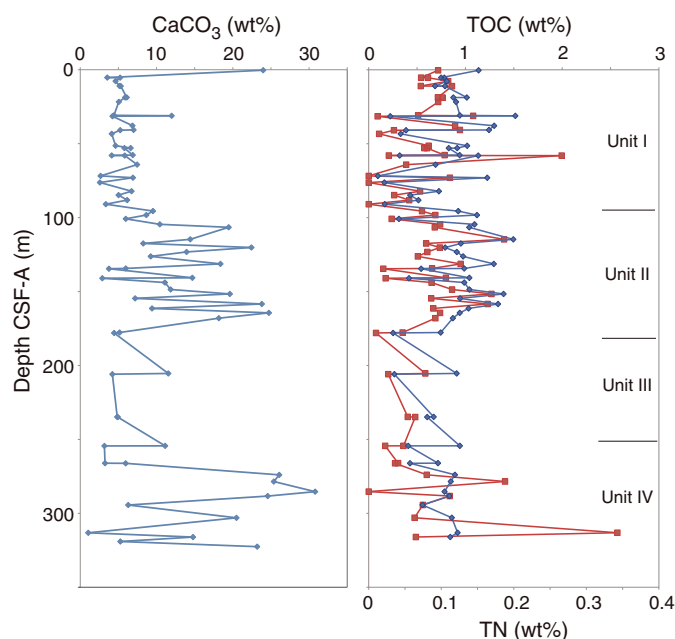 CaCO3 (wt%)
TOC (wt%)
0 10 20 30
0 1 2 3
0
100
200
300
Depth CSF-A (m)
Unit I
Unit II
Unit III
Unit IV
0 0.1 0.2 0.3 0.4
TN (wt%)